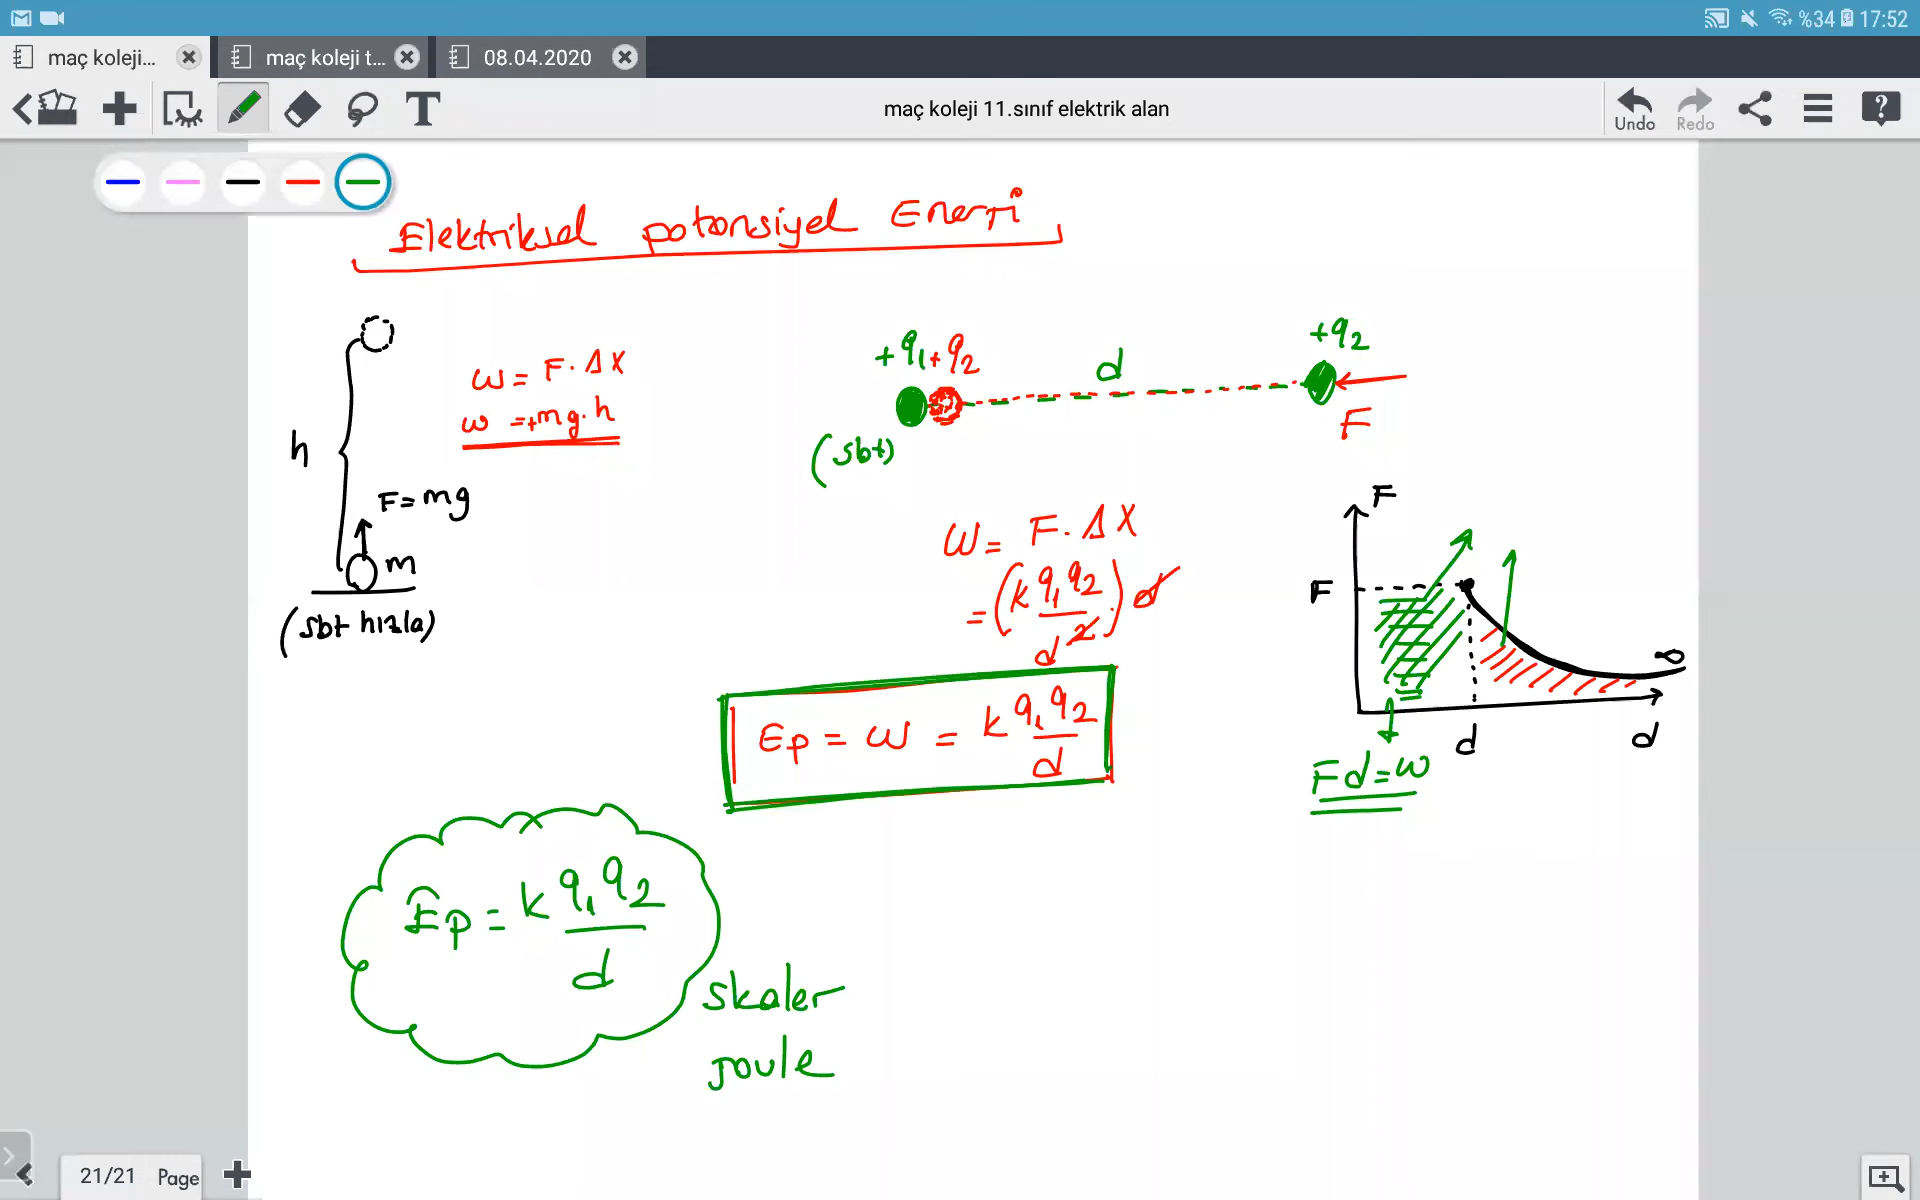 %34 17:52
maç koleji...
maç koleji t...
08.04.2020
T
maç koleji 11.sınıf elektrik alan
Undo
Redo
Elektriksel potansiyel Enerji
h
F=mg
m
(sbt hızla)
W = F.ΔX
w =+mg.h
+q1 +q2
d
+q2
F
(sbt)
W = F.ΔX
= (k q1q2/d2).d
Ep = W = k q1q2/d
F
F
∞
d
d
Fd=w
Ep = k q1q2/d
skaler
joule
21/21 Page